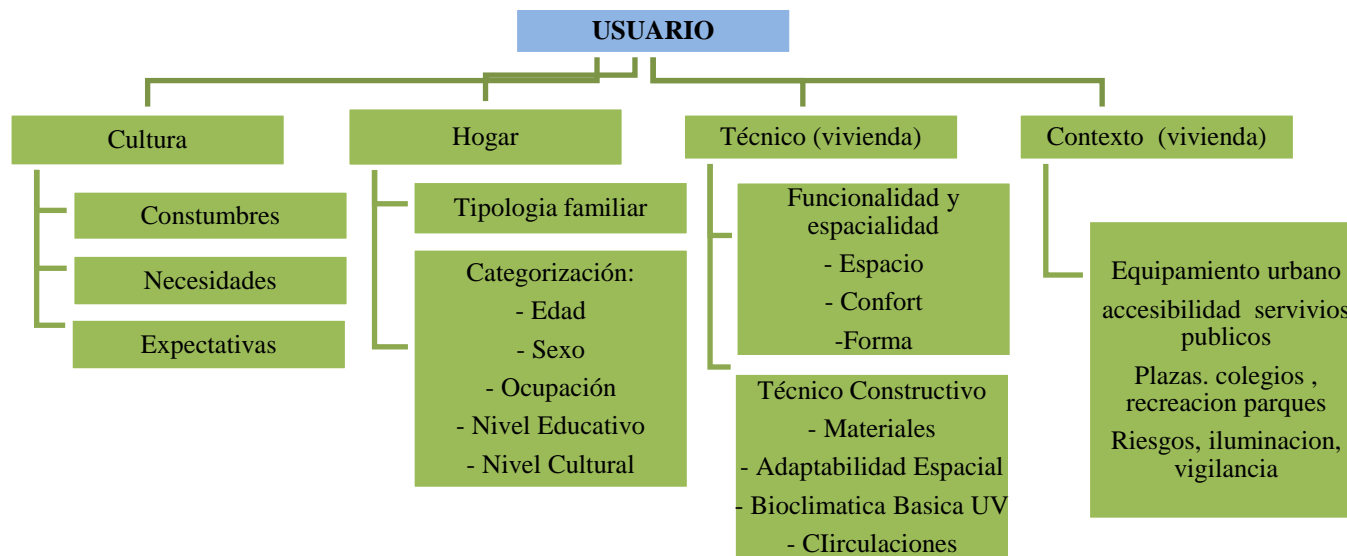 USUARIO
Cultura
Constumbres
Necesidades
Expectativas
Hogar
Tipologia familiar
Categorización:
- Edad
- Sexo
- Ocupación
- Nivel Educativo
- Nivel Cultural
Técnico (vivienda)
Funcionalidad y
espacialidad
- Espacio
- Confort
-Forma
Técnico Constructivo
- Materiales
- Adaptabilidad Espacial
- Bioclimatica Basica UV
- CIirculaciones
Contexto (vivienda)
Equipamiento urbano
accesibilidad servivios
publicos
Plazas. colegios ,
recreacion parques
Riesgos, iluminacion,
vigilancia